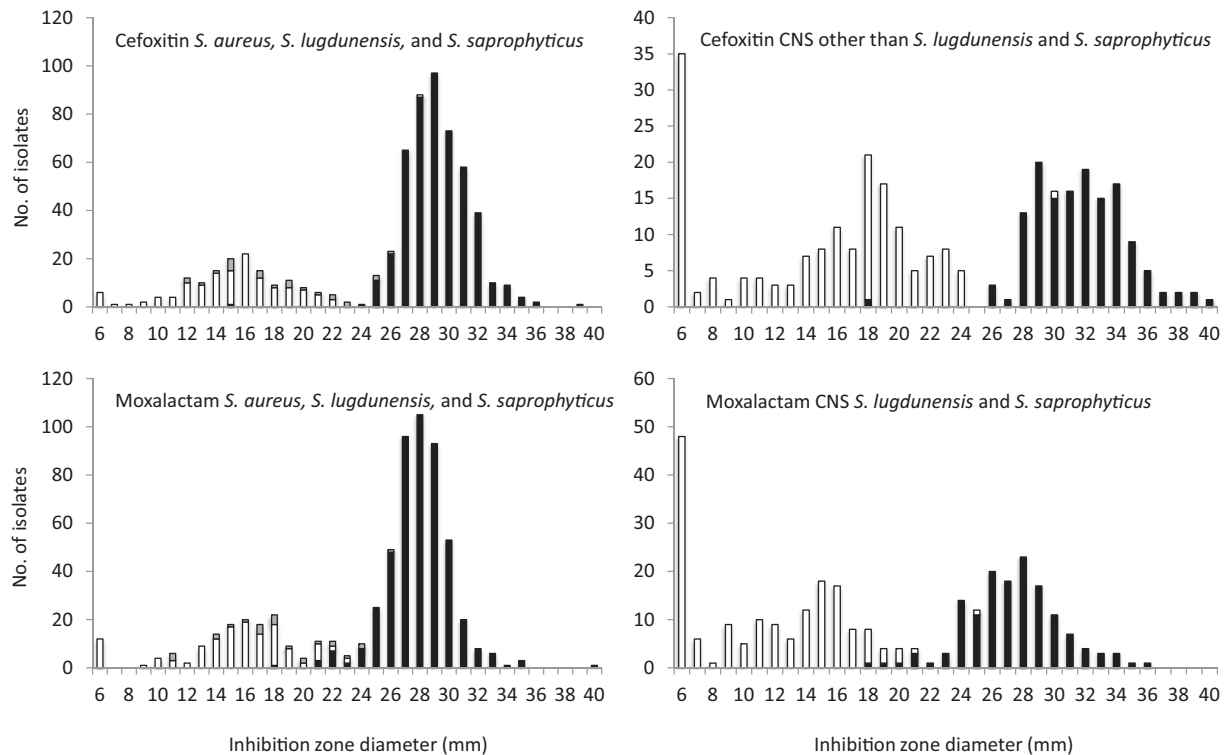 Cefoxitin S. aureus, S. lugdunensis, and S. saprophyticus
No. of isolates
120
100
80
60
40
20
0
6 8 10 12 14 16 18 20 22 24 26 28 30 32 34 36 38 40
Cefoxitin CNS other than S. lugdunensis and S. saprophyticus
40
35
30
25
20
15
10
5
0
6 8 10 12 14 16 18 20 22 24 26 28 30 32 34 36 38 40
Moxalactam S. aureus, S. lugdunensis, and S. saprophyticus
No. of isolates
120
100
80
60
40
20
0
6 8 10 12 14 16 18 20 22 24 26 28 30 32 34 36 38 40
Inhibition zone diameter (mm)
Moxalactam CNS S. lugdunensis and S. saprophyticus
60
50
40
30
20
10
0
6 8 10 12 14 16 18 20 22 24 26 28 30 32 34 36 38 40
Inhibition zone diameter (mm)